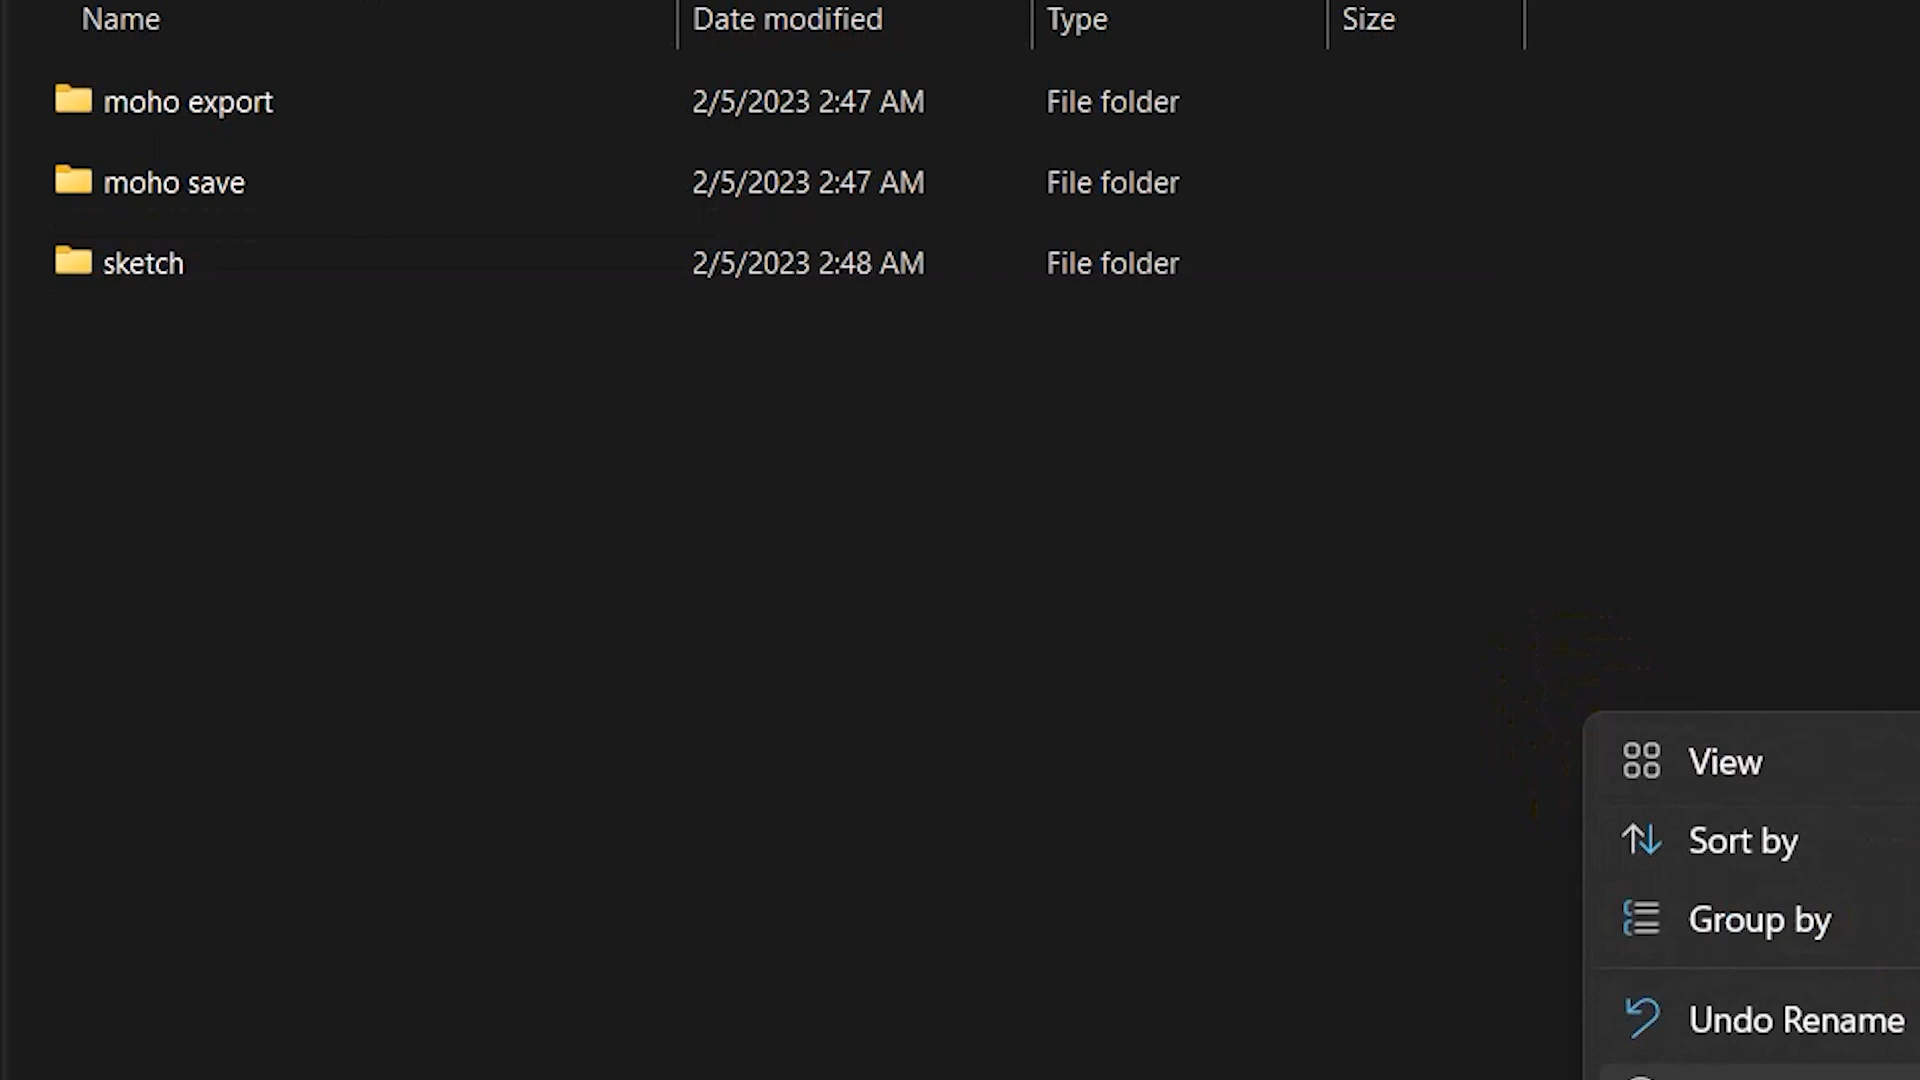 Name Date modified Type Size
moho export 2/5/2023 2:47 AM File folder
moho save 2/5/2023 2:47 AM File folder
sketch 2/5/2023 2:48 AM File folder
View
Sort by
Group by
Undo Rename